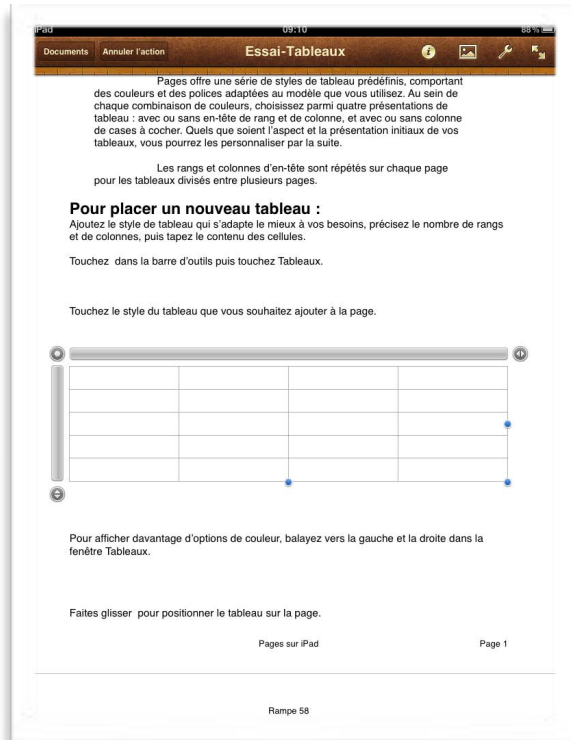 iPad 09:10 88%
Documents Annuler l'action Essai-Tableaux
Pages offre une série de styles de tableau prédéfinis, comportant
des couleurs et des polices adaptées au modèle que vous utilisez. Au sein de
chaque combinaison de couleurs, choisissez parmi quatre présentations de
tableau : avec ou sans en-tête de rang et de colonne, et avec ou sans colonne
de cases à cocher. Quels que soient l'aspect et la présentation initiaux de vos
tableaux, vous pourrez les personnaliser par la suite.
Les rangs et colonnes d'en-tête sont répétés sur chaque page
pour les tableaux divisés entre plusieurs pages.
Pour placer un nouveau tableau :
Ajoutez le style de tableau qui s'adapte le mieux à vos besoins, précisez le nombre de rangs
et de colonnes, puis tapez le contenu des cellules.
Touchez dans la barre d'outils puis touchez Tableaux.
Touchez le style du tableau que vous souhaitez ajouter à la page.
Pour afficher davantage d'options de couleur, balayez vers la gauche et la droite dans la
fenêtre Tableaux.
Faites glisser pour positionner le tableau sur la page.
Pages sur iPad Page 1
Rampe 58